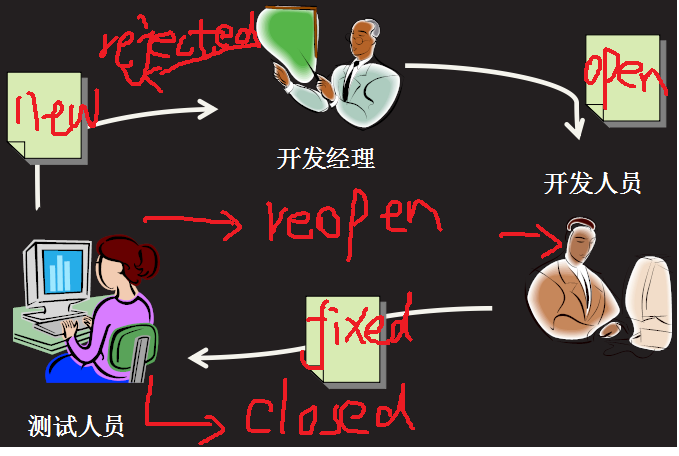 rejected
new
open
开发经理
开发人员
reopen
fixed
closed
测试人员